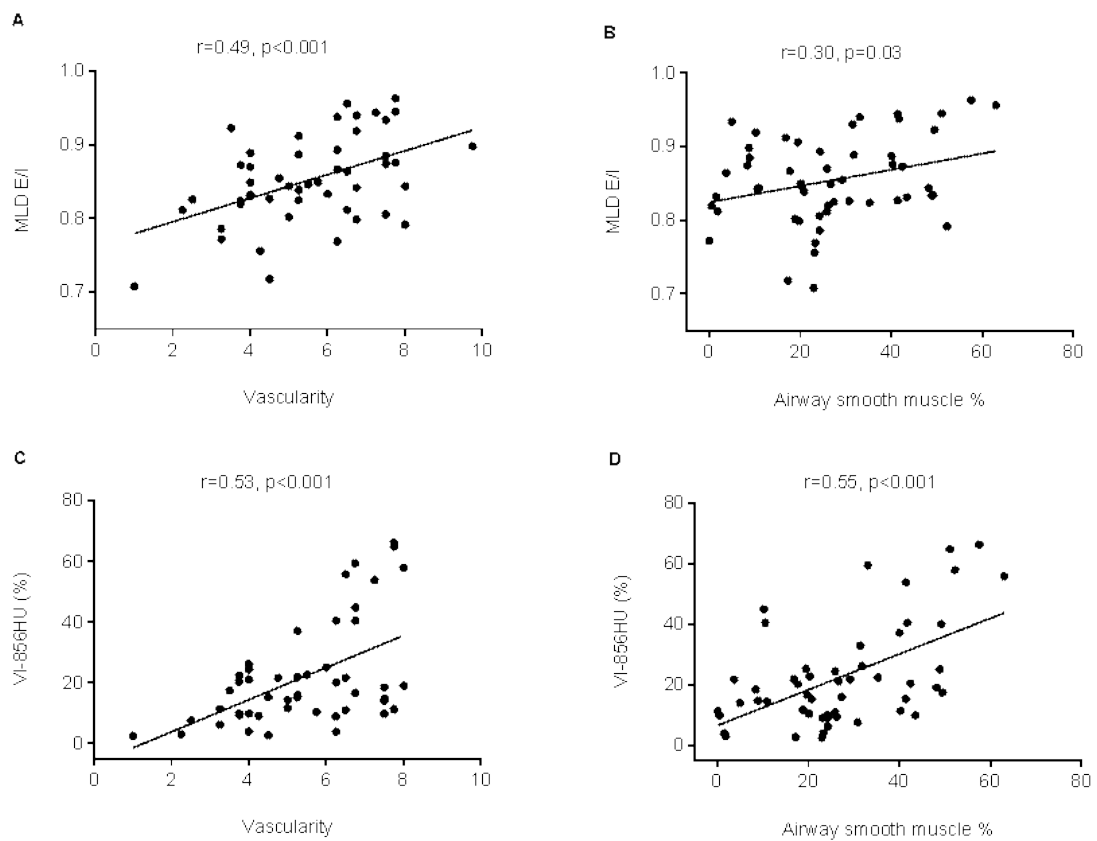 A
r=0.49, p<0.001
1.0
0.9
0.8
0.7
MLD E/I
0
2
4
6
8
10
Vascularity
B
r=0.30, p=0.03
1.0
0.9
0.8
0.7
MLD E/I
0
20
40
60
80
Airway smooth muscle %
C
r=0.53, p<0.001
80
60
40
20
0
VI-856HU (%)
0
2
4
6
8
10
Vascularity
D
r=0.55, p<0.001
80
60
40
20
0
VI-856HU (%)
0
20
40
60
80
Airway smooth muscle %